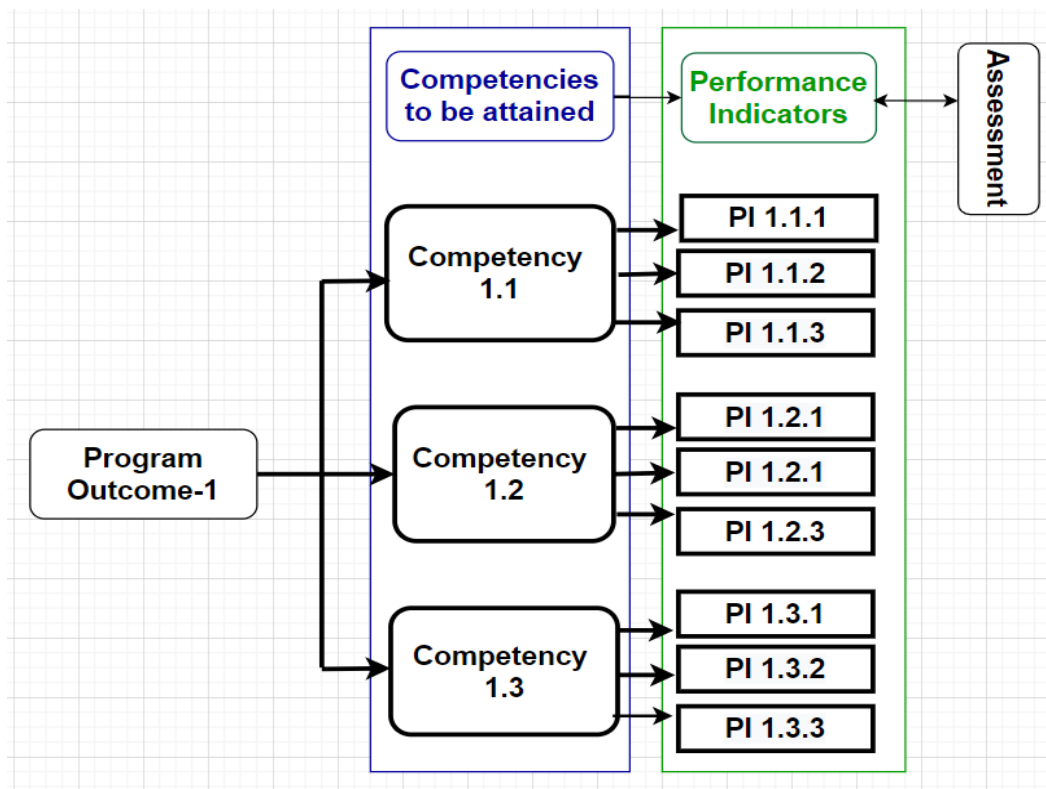 Competencies
to be attained
Performance
Indicators
Assessment
Program
Outcome-1
Competency
1.1
PI 1.1.1
PI 1.1.2
PI 1.1.3
Competency
1.2
PI 1.2.1
PI 1.2.1
PI 1.2.3
Competency
1.3
PI 1.3.1
PI 1.3.2
PI 1.3.3